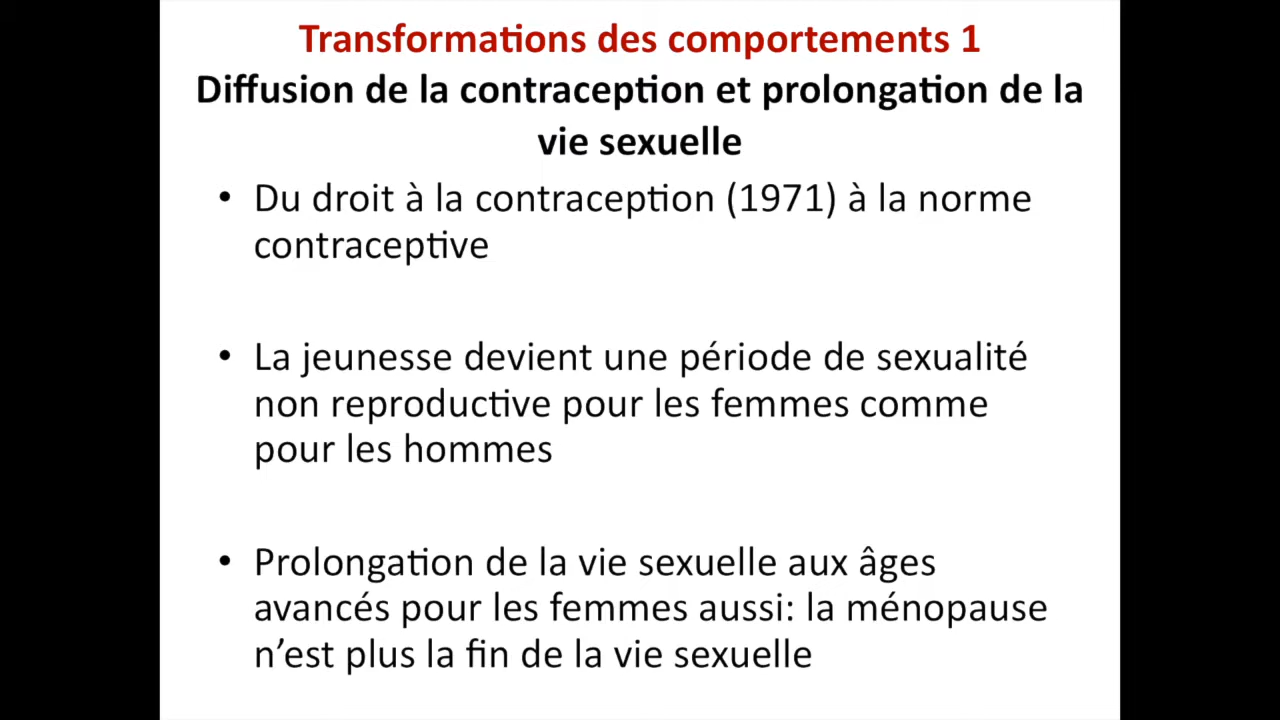 Transformations des comportements 1
Diffusion de la contraception et prolongation de la
vie sexuelle
• Du droit à la contraception (1971) à la norme
contraceptive
• La jeunesse devient une période de sexualité
non reproductive pour les femmes comme
pour les hommes
• Prolongation de la vie sexuelle aux âges
avancés pour les femmes aussi: la ménopause
n’est plus la fin de la vie sexuelle